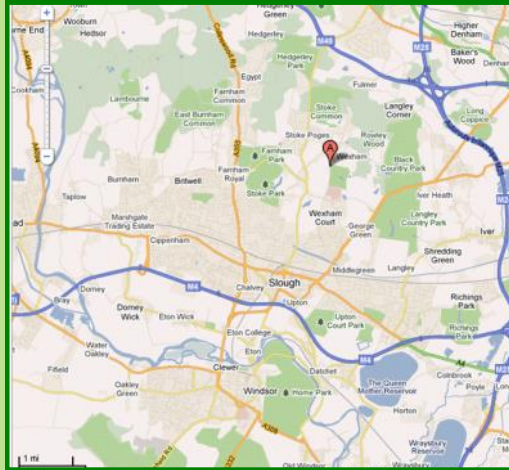 Hedgerley
Green
Wooburn
Hedsor
M40
M25
Higher
Denham
Baker's
Wood
Hedgerley
Park
Fulmer
A4094
Cookham
Egypt
Farnham
Common
Stoke
Common
Langley
Corner
Long
Coppice
Lambourne
East Burnham
Common
A355
Stoke Poges
Rowley
Wood
A
Wexham
Farnham
Park
Black
Country Park
Burnham
Britwell
Farnham
Royal
Taplow
Stoke Park
Iver Heath
Wexham
Court
Langley
Country Park
Marshgate
Trading Estate
George
Green
Iver
Cippenham
Shredding
Green
Middlegreen
Langley
M4
Slough
Chalvey
Dorney
Bray
Upton
Richings
Park
Dorney
Wick
Eton Wick
Upton
Court Park
Eton College
Richings
Park
Water
Oakley
Eton
M4
A4
Datchet
Colnbrook
Fifield
Clewer
The Queen
Mother Reservoir
Poyle
Oakley
Green
Windsor
Home Park
Horton
A308
Wraysbury
Reservoir
1 mi
Old Windsor